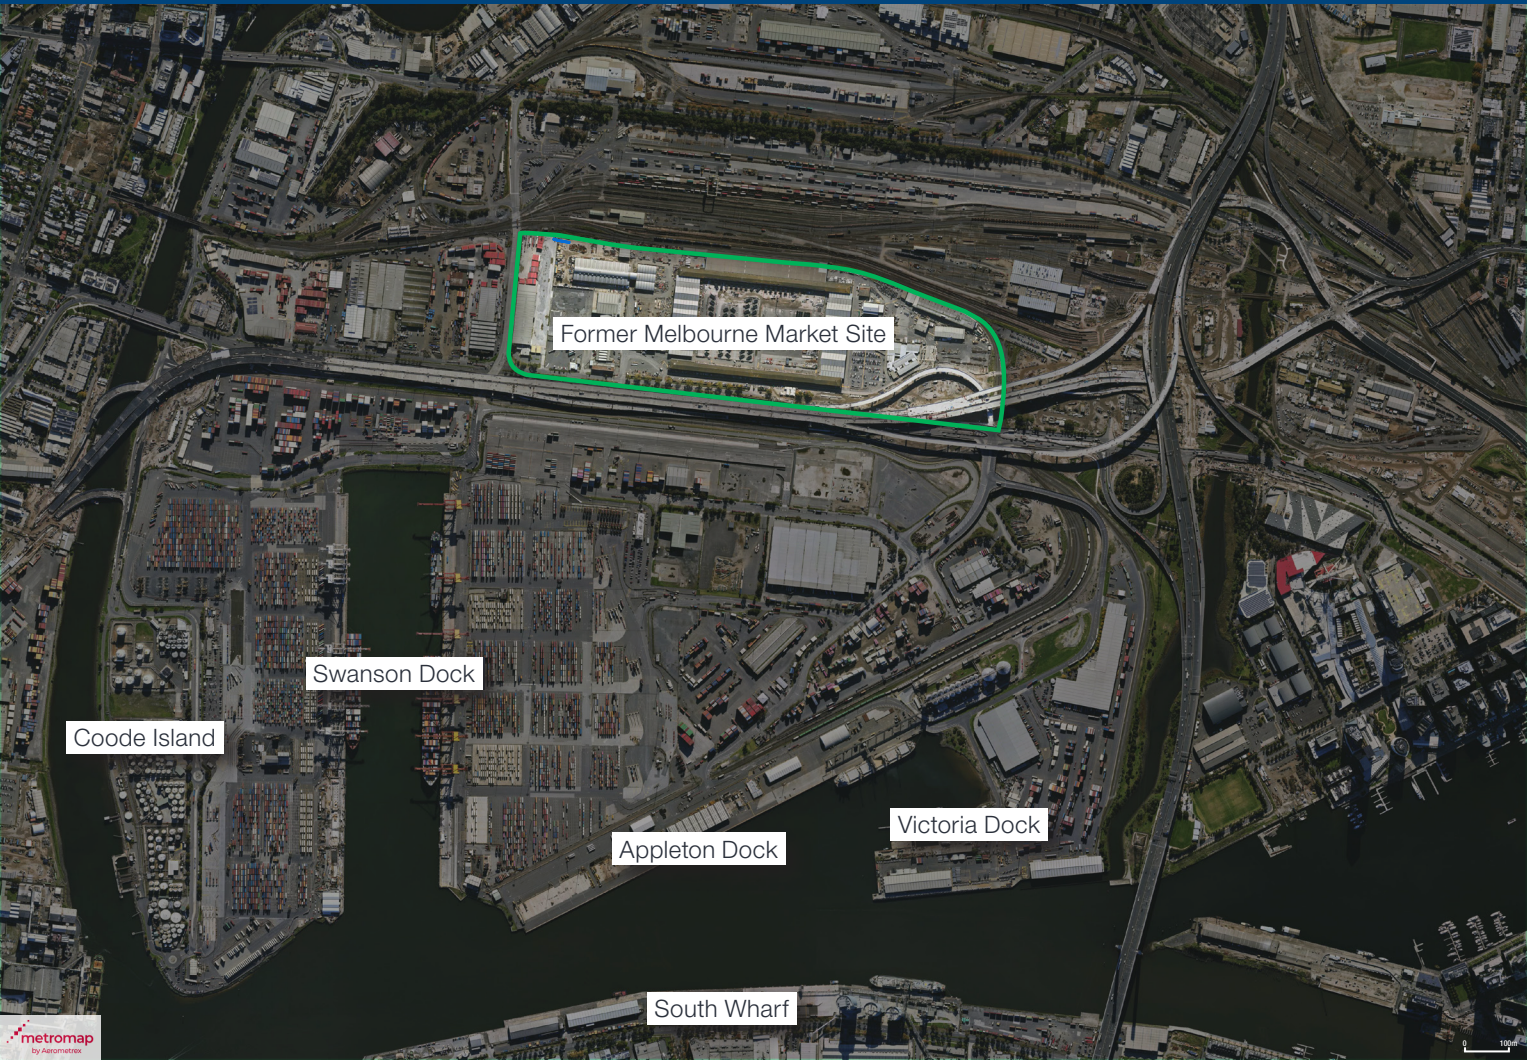 Former Melbourne Market Site
Swanson Dock
Coode Island
Victoria Dock
Appleton Dock
South Wharf
metromap
by Aerometrex
0 100m